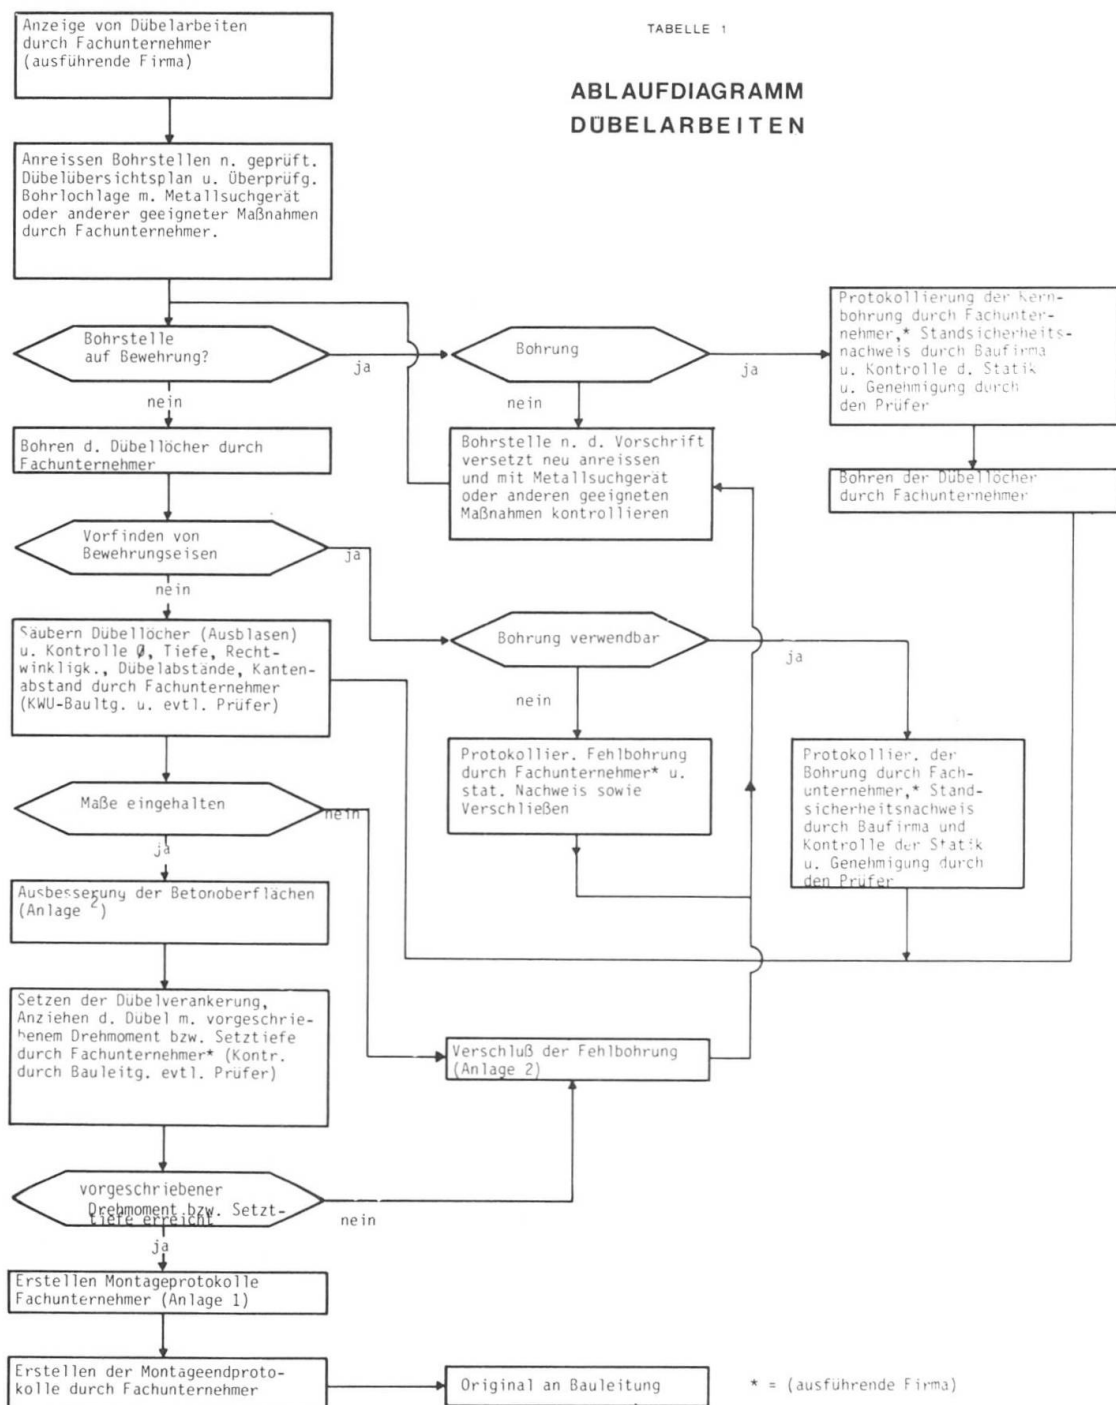 TABELLE 1
ABLAUFDIAGRAMM
DÜBELARBEITEN
Anzeige von Dübelarbeiten
durch Fachunternehmer
(ausführende Firma)
Anreissen Bohrstellen n. geprüft.
Dübelübersichtsplan u. Überprüfg.
Bohrlochlage m. Metallsuchgerät
oder anderer geeigneter Maßnahmen
durch Fachunternehmer.
Bohrstelle
auf Bewehrung?
ja
nein
Bohrung
ja
nein
Protokollierung der Kern-
bohrung durch Fachunter-
nehmer,* Standsicherheits-
nachweis durch Baufirma
u. Kontrolle d. Statik
u. Genehmigung durch
den Prüfer
Bohren d. Dübellöcher durch
Fachunternehmer
Bohrstelle n. d. Vorschrift
versetzt neu anreissen
und mit Metallsuchgerät
oder anderen geeigneten
Maßnahmen kontrollieren
Bohren der Dübellöcher
durch Fachunternehmer
Vorfinden von
Bewehrungseisen
ja
nein
Säubern Dübellöcher (Ausblasen)
u. Kontrolle Ø, Tiefe, Recht-
winkligk., Dübelabstände, Kanten-
abstand durch Fachunternehmer
(KWU-Baultg. u. evtl. Prüfer)
Bohrung verwendbar
ja
nein
Protokollier. Fehlbohrung
durch Fachunternehmer* u.
stat. Nachweis sowie
Verschließen
Protokollier. der
Bohrung durch Fach-
unternehmer,* Stand-
sicherheitsnachweis
durch Baufirma und
Kontrolle der Statik
u. Genehmigung durch
den Prüfer
Maße eingehalten
nein
ja
Ausbesserung der Betonoberflächen
(Anlage 2)
Setzen der Dübelverankerung,
Anziehen d. Dübel m. vorgeschrie-
benem Drehmoment bzw. Setztiefe
durch Fachunternehmer* (Kontr.
durch Bauleitg. evtl. Prüfer)
Verschluß der Fehlbohrung
(Anlage 2)
vorgeschriebener
Drehmoment bzw. Setzt-
tiefe erreicht
nein
ja
Erstellen Montageprotokolle
Fachunternehmer (Anlage 1)
Erstellen der Montageendproto-
kolle durch Fachunternehmer
Original an Bauleitung
* = (ausführende Firma)